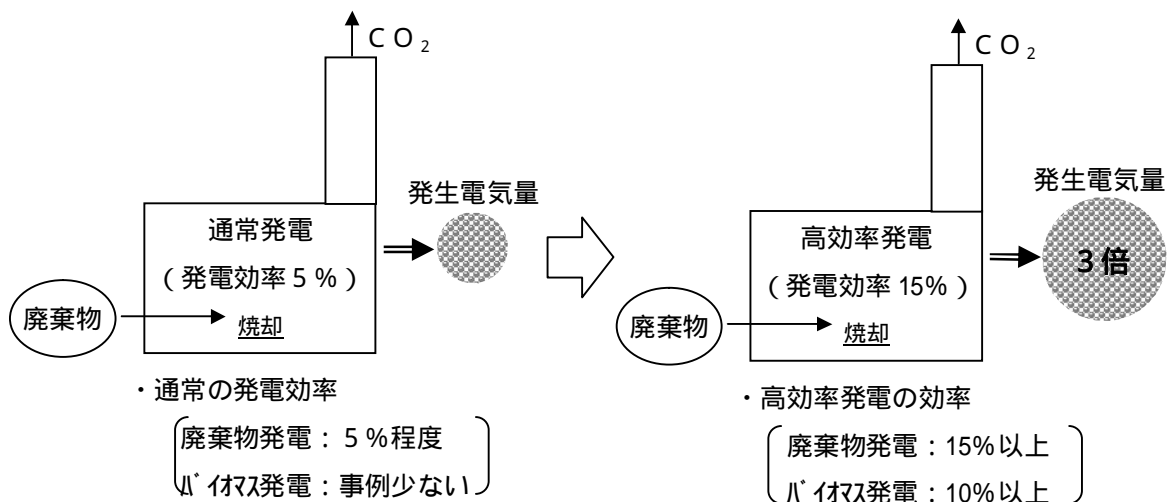 CO₂
発生電気量
通常発電
(発電効率5%)
廃棄物
焼却
・通常の発電効率
廃棄物発電:5%程度
バイオマス発電:事例少ない
CO₂
発生電気量
3倍
高効率発電
(発電効率15%)
廃棄物
焼却
・高効率発電の効率
廃棄物発電:15%以上
バイオマス発電:10%以上